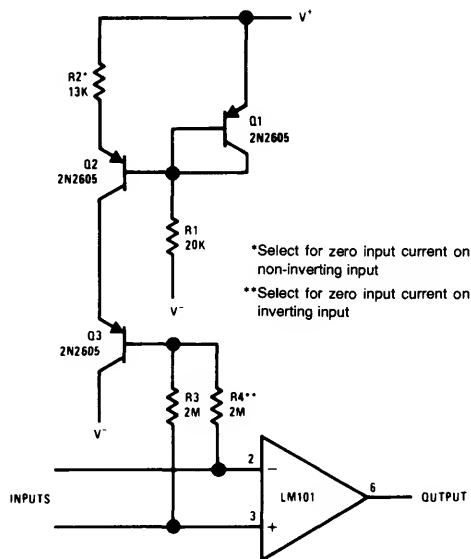 V+
R2*
13K
Q1
2N2605
Q2
2N2605
R1
20K
*Select for zero input current on
non-inverting input
**Select for zero input current on
inverting input
V-
Q3
2N2605
R3
2M
R4**
2M
V-
2
-
INPUTS
LM101
6
OUTPUT
3
+